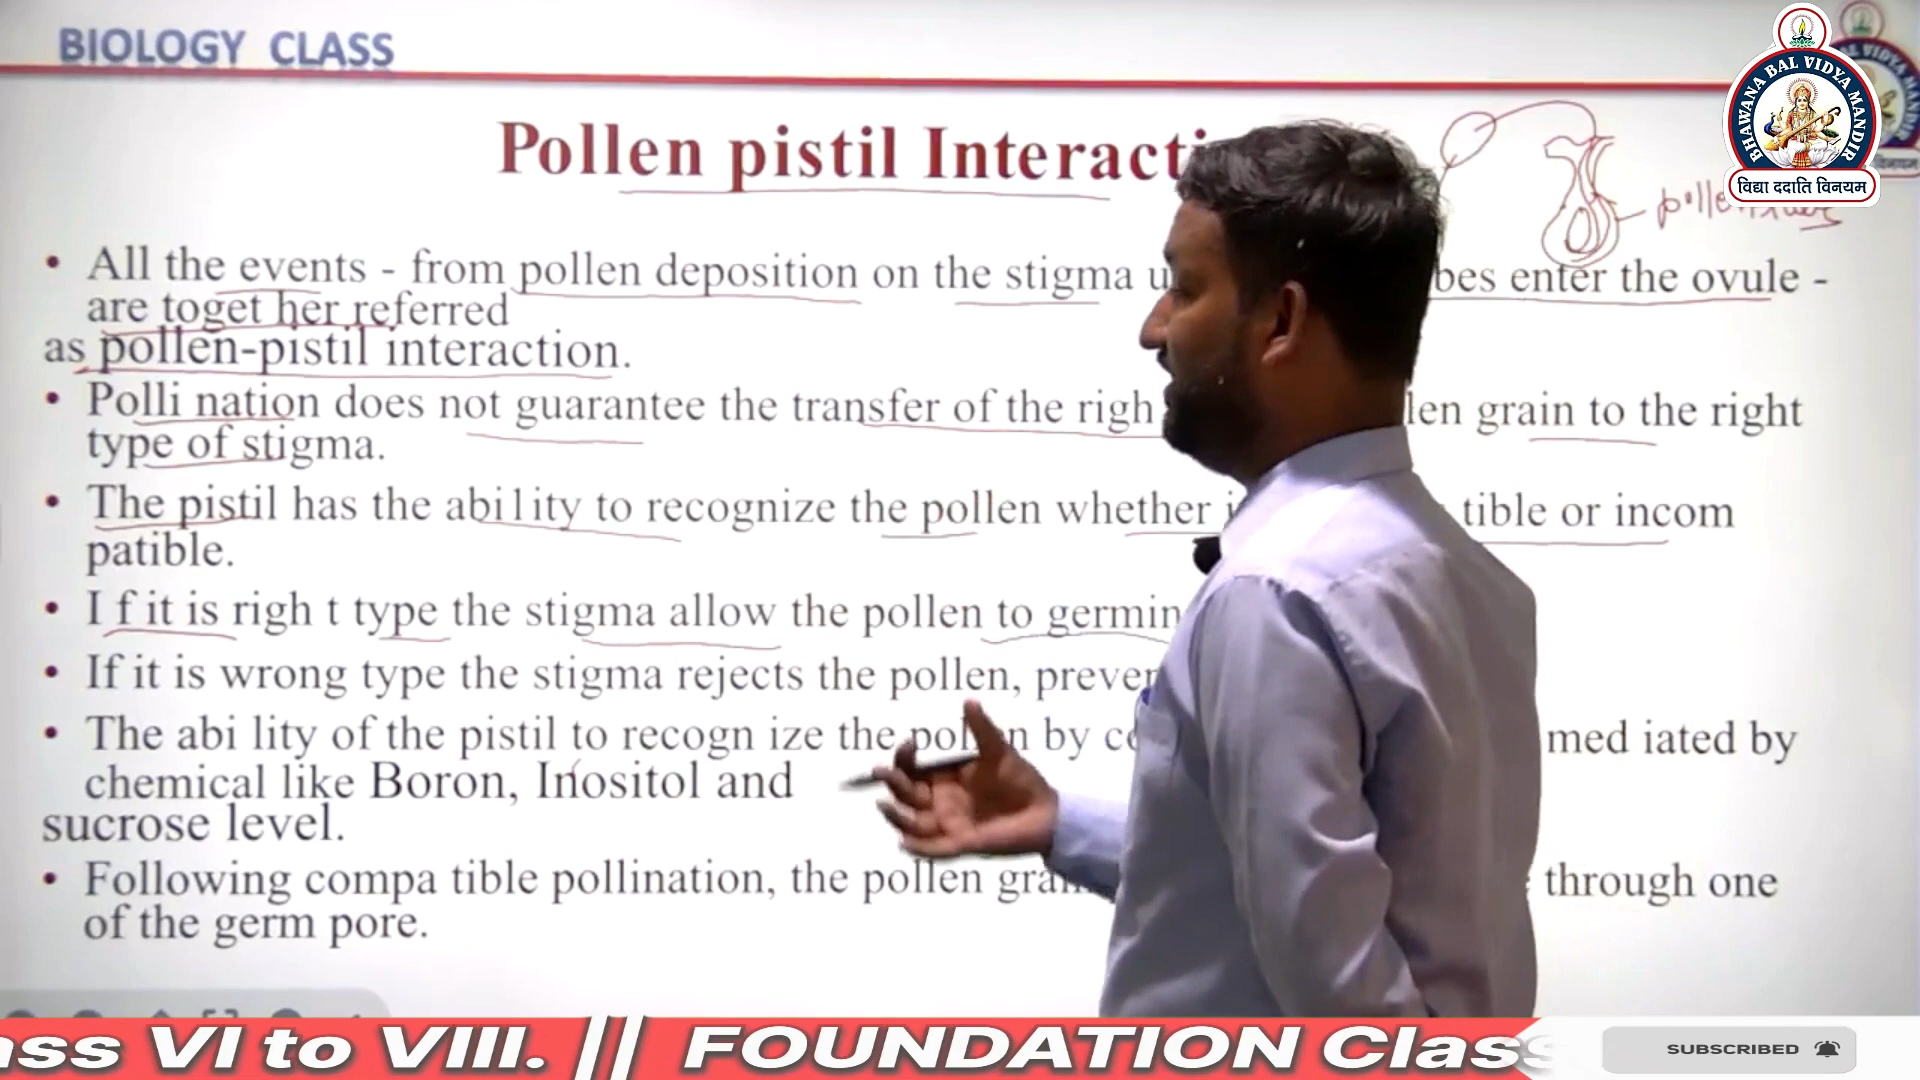 BIOLOGY CLASS
BHAWANA BAL VIDYA MANDIR
विद्या ददाति विनयम
Pollen pistil Interacti
• All the events - from pollen deposition on the stigma u bes enter the ovule -
are toget her referred
as pollen-pistil interaction.
• Polli nation does not guarantee the transfer of the righ len grain to the right
type of stigma.
• The pistil has the abi l ity to recognize the pollen whether i tible or incom
patible.
• I f it is righ t type the stigma allow the pollen to germin
• If it is wrong type the stigma rejects the pollen, preven
• The abi lity of the pistil to recogn ize the pollen by co med iated by
chemical like Boron, Inositol and
sucrose level.
• Following compa tible pollination, the pollen grain through one
of the germ pore.
ass VI to VIII. || FOUNDATION Class
SUBSCRIBED